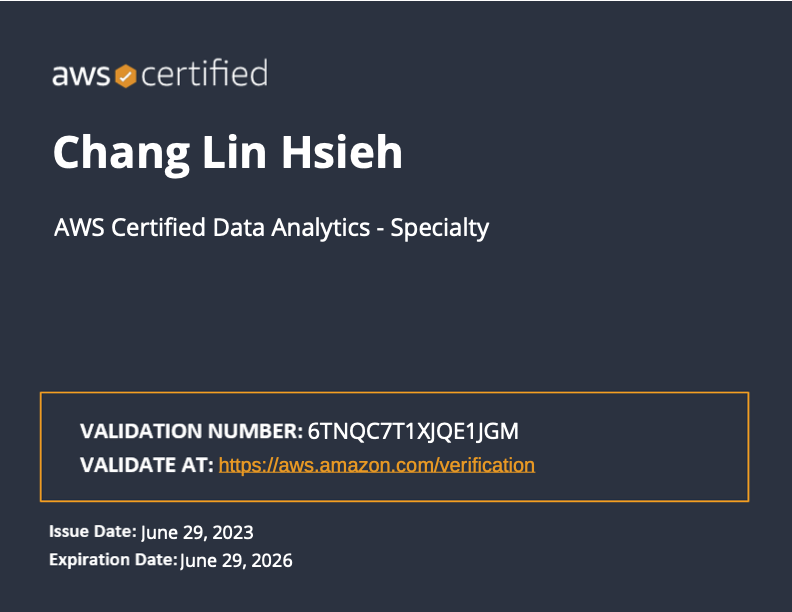 aws certified
Chang Lin Hsieh
AWS Certified Data Analytics - Specialty
VALIDATION NUMBER: 6TNQC7T1XJQE1JGM
VALIDATE AT: https://aws.amazon.com/verification
Issue Date: June 29, 2023
Expiration Date: June 29, 2026